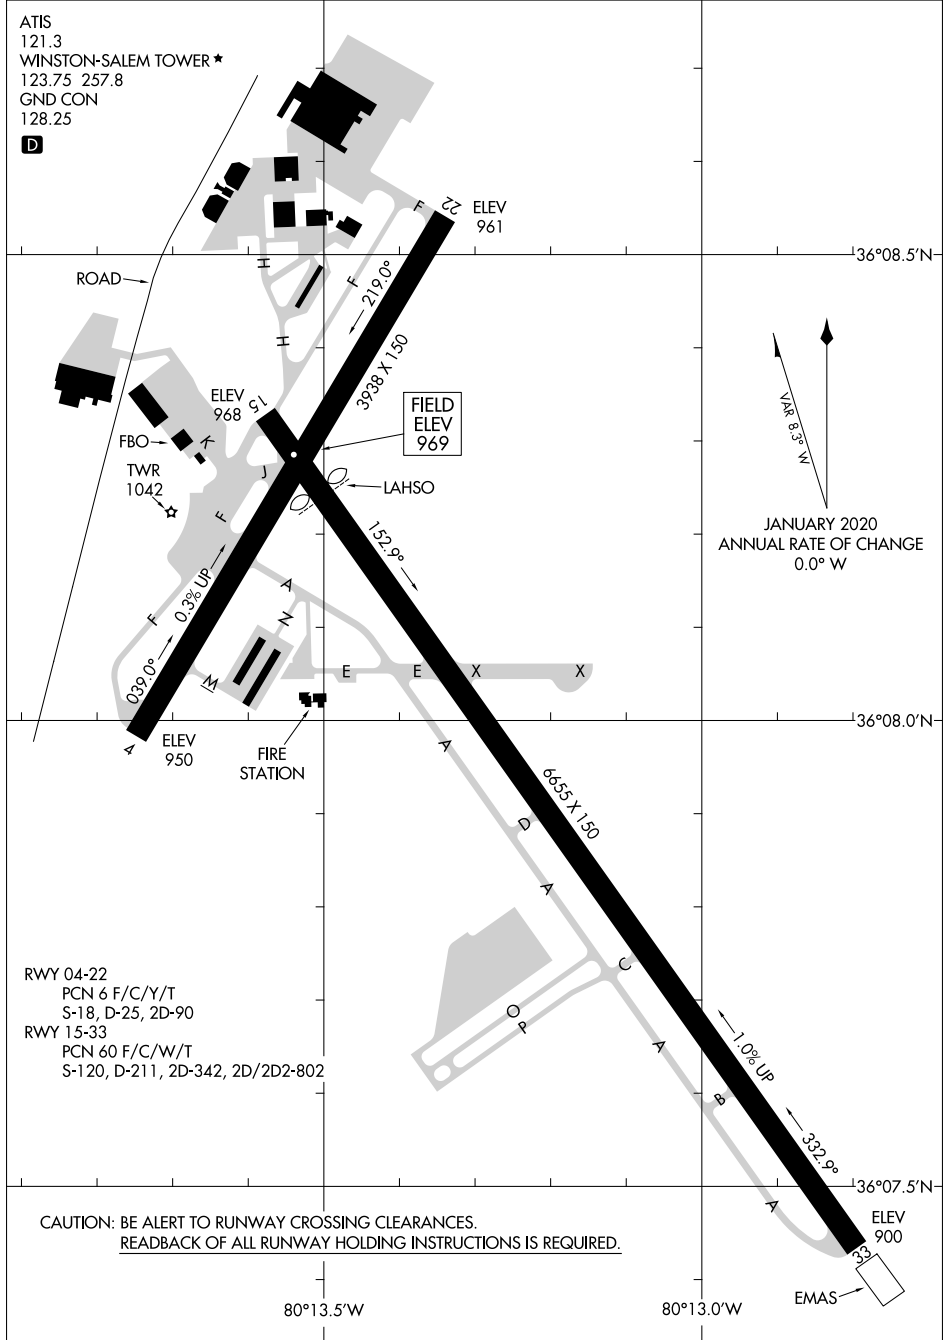 ATIS
121.3
WINSTON-SALEM TOWER ★
123.75 257.8
GND CON
128.25
D
F
22
ELEV
961
36°08.5'N
ROAD
H
F
219.0°
H
3938 X 150
VAR 8.3° W
JANUARY 2020
ANNUAL RATE OF CHANGE
0.0° W
ELEV
968
15
FIELD
ELEV
969
FBO
K
TWR
1042
J
LAHSO
F
152.9°
A
0.3% UP
F
N
039.0°
M
E
E
X
X
4
ELEV
950
FIRE
STATION
36°08.0'N
A
6655 X 150
D
A
C
RWY 04-22
PCN 6 F/C/Y/T
S-18, D-25, 2D-90
RWY 15-33
PCN 60 F/C/W/T
S-120, D-211, 2D-342, 2D/2D2-802
O
P
A
1.0% UP
B
332.9°
36°07.5'N
A
CAUTION: BE ALERT TO RUNWAY CROSSING CLEARANCES.
READBACK OF ALL RUNWAY HOLDING INSTRUCTIONS IS REQUIRED.
ELEV
900
33
EMAS
80°13.5'W
80°13.0'W